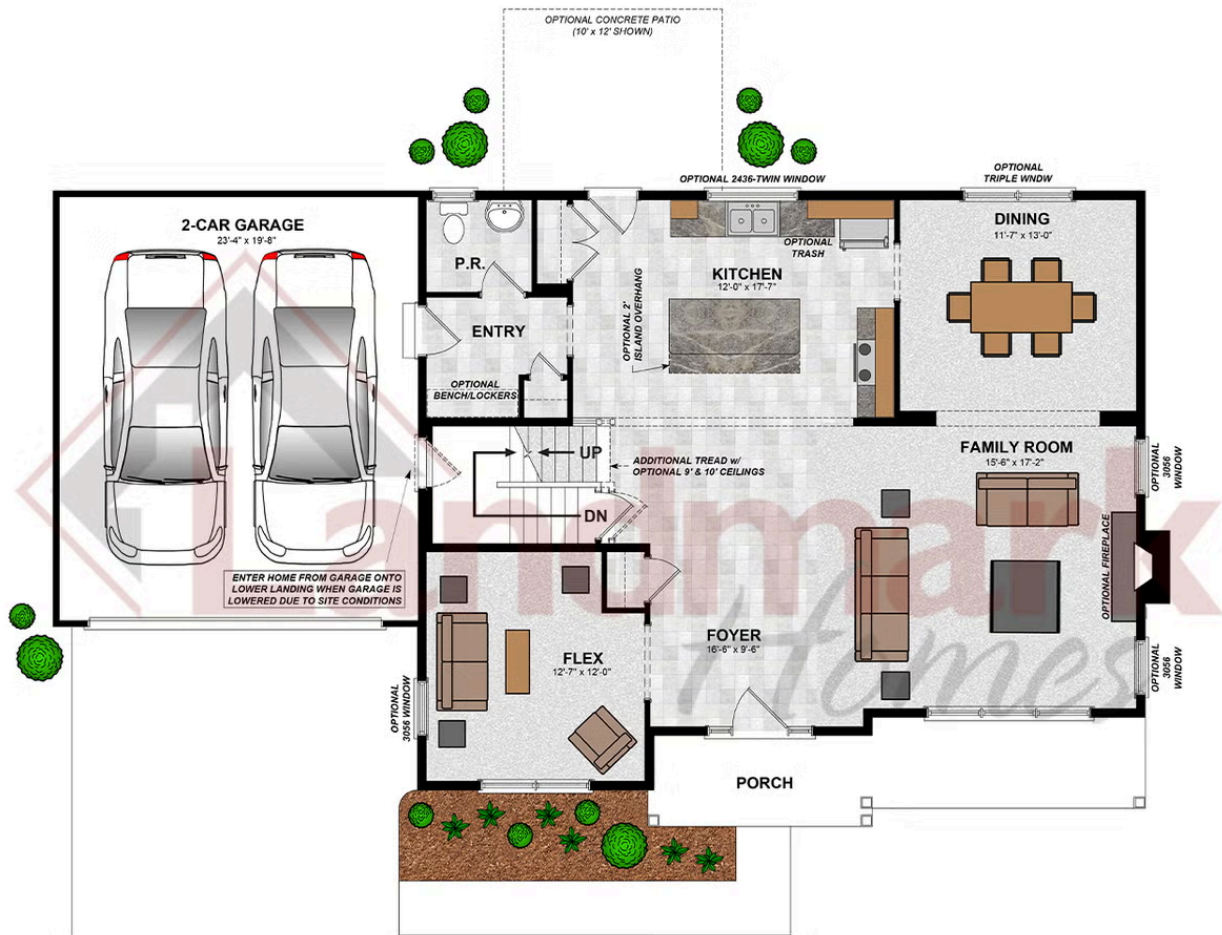 OPTIONAL CONCRETE PATIO
(10' x 12' SHOWN)
OPTIONAL 2436-TWIN WINDOW
OPTIONAL
TRIPLE WNDW
2-CAR GARAGE
23'-4" x 19'-8"
P.R.
OPTIONAL
TRASH
DINING
11'-7" x 13'-0"
KITCHEN
12'-0" x 17'-7"
OPTIONAL 2'
ISLAND OVERHANG
ENTRY
OPTIONAL
BENCH/LOCKERS
UP
ADDITIONAL TREAD w/
OPTIONAL 9' & 10' CEILINGS
FAMILY ROOM
15'-6" x 17'-2"
OPTIONAL
3056
WINDOW
DN
OPTIONAL FIREPLACE
ENTER HOME FROM GARAGE ONTO
LOWER LANDING WHEN GARAGE IS
LOWERED DUE TO SITE CONDITIONS
Landmark
Homes
FLEX
12'-7" x 12'-0"
FOYER
16'-6" x 9'-6"
OPTIONAL
3056 WINDOW
OPTIONAL
3056
WINDOW
PORCH